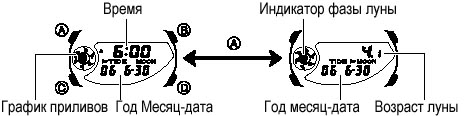 Время
Индикатор фазы луны
A
B
6:00
TIDE MOON
06 6-30
C
D
A
4.1
TIDE MOON
06 6-30
График приливов
Год Месяц-дата
Год месяц-дата
Возраст луны